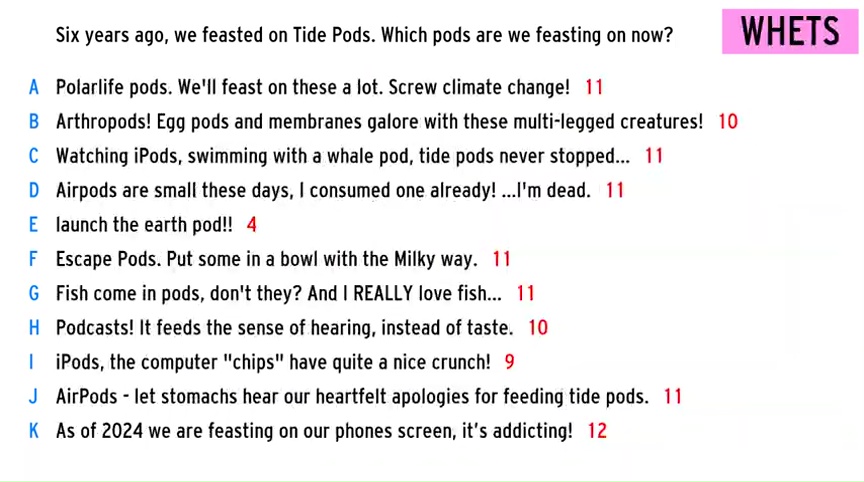 Six years ago, we feasted on Tide Pods. Which pods are we feasting on now?
WHETS
A Polarlife pods. We'll feast on these a lot. Screw climate change! 11
B Arthropods! Egg pods and membranes galore with these multi-legged creatures! 10
C Watching iPods, swimming with a whale pod, tide pods never stopped... 11
D Airpods are small these days, I consumed one already! ...I'm dead. 11
E launch the earth pod!! 4
F Escape Pods. Put some in a bowl with the Milky way. 11
G Fish come in pods, don't they? And I REALLY love fish... 11
H Podcasts! It feeds the sense of hearing, instead of taste. 10
I iPods, the computer "chips" have quite a nice crunch! 9
J AirPods - let stomachs hear our heartfelt apologies for feeding tide pods. 11
K As of 2024 we are feasting on our phones screen, it's addicting! 12